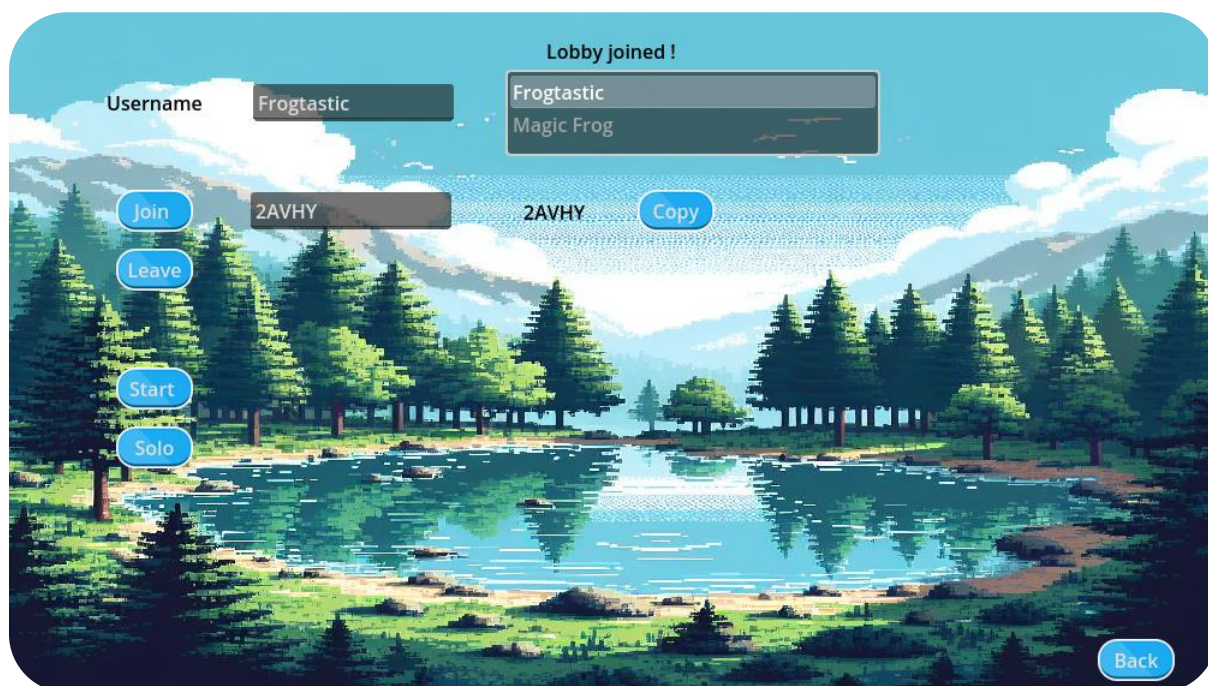 Lobby joined !
Username
Frogtastic
Frogtastic
Magic Frog
Join
2AVHY
2AVHY
Copy
Leave
Start
Solo
Back